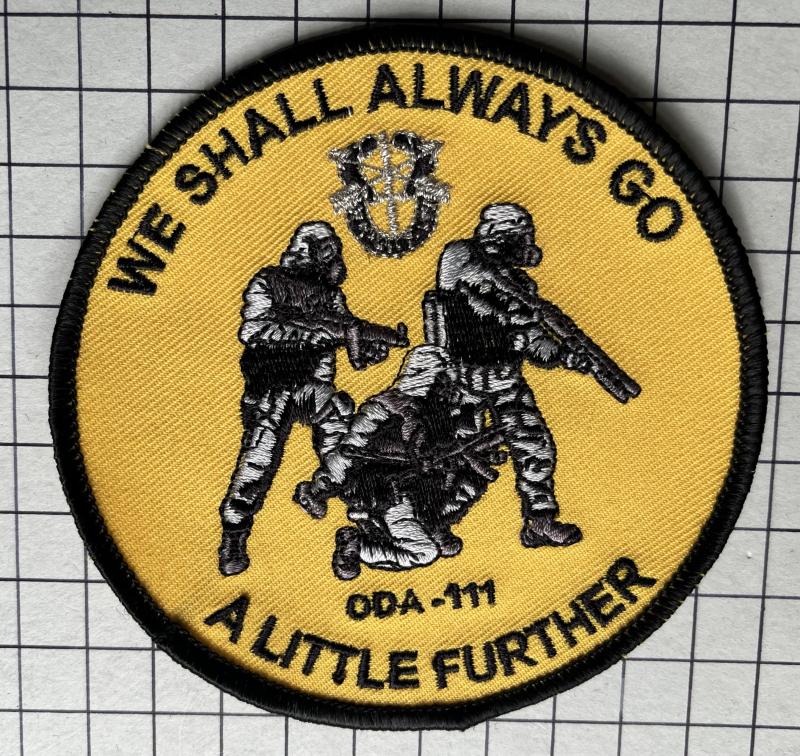 WE SHALL ALWAYS GO
ODA-111
A LITTLE FURTHER